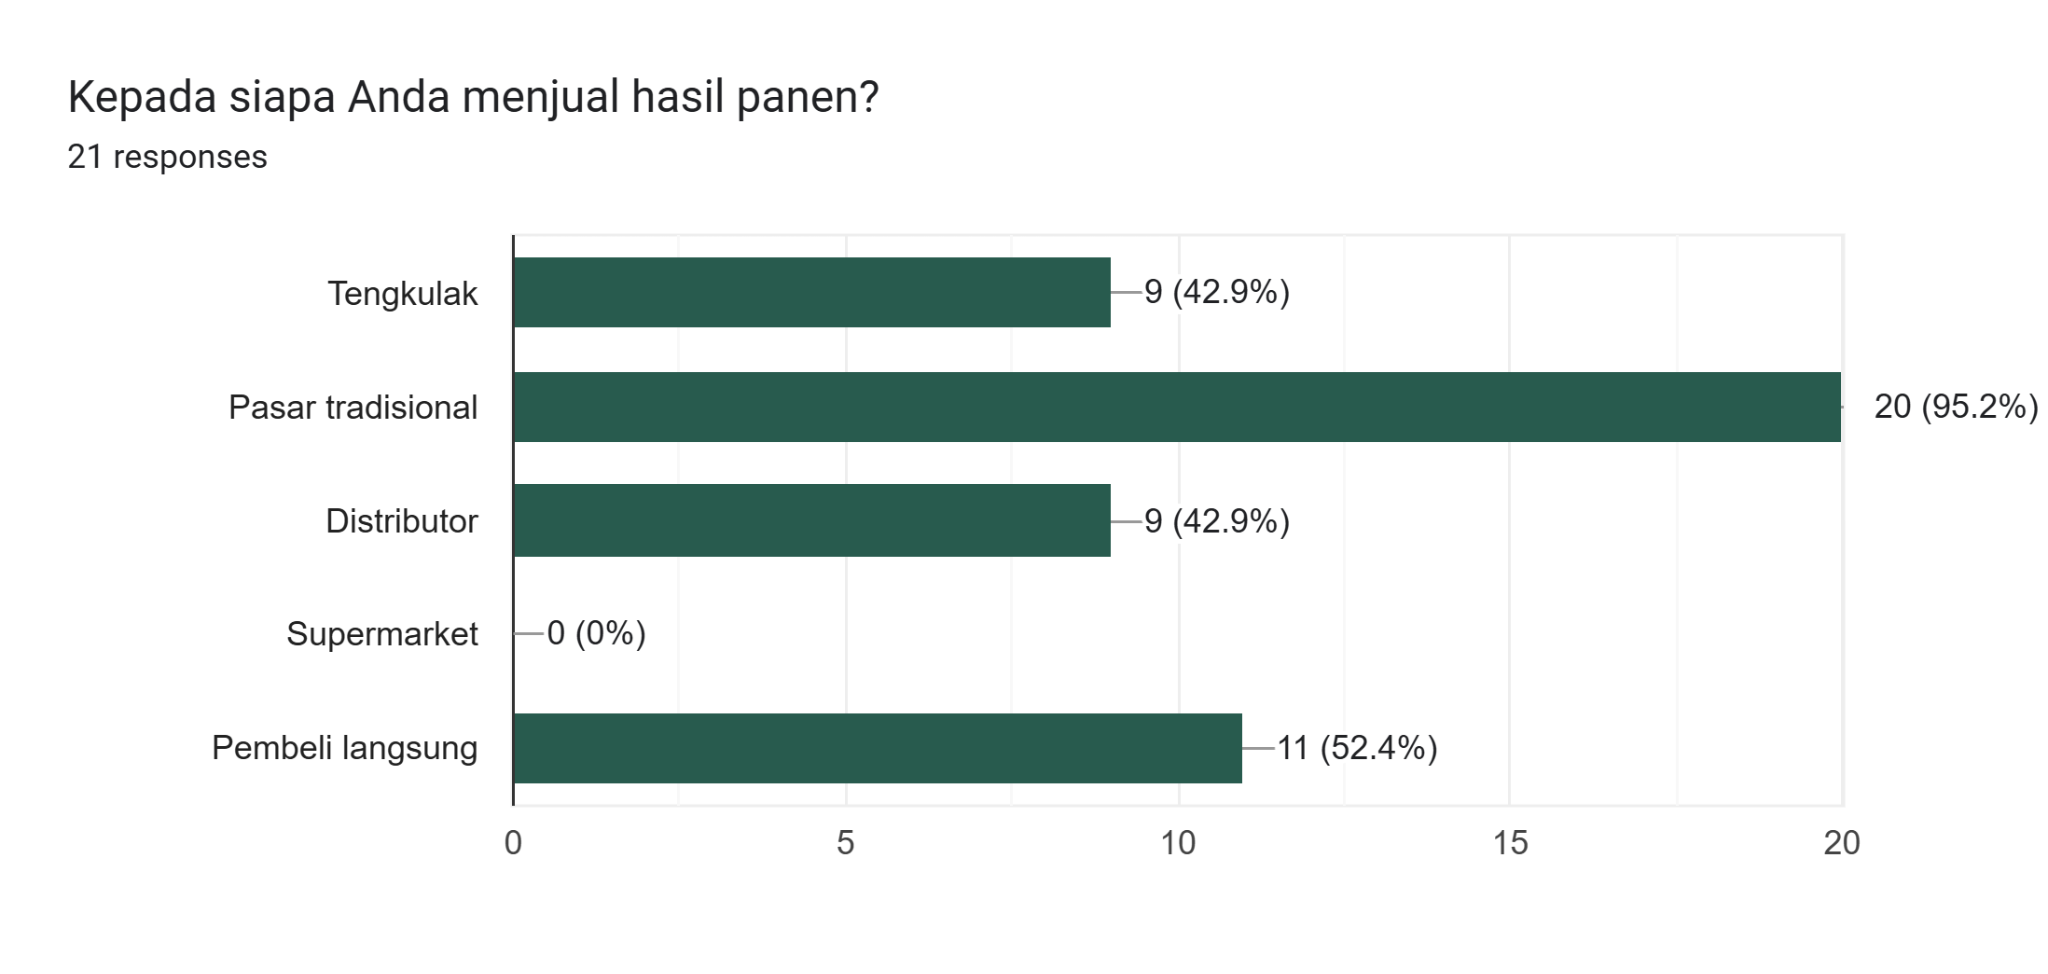 Kepada siapa Anda menjual hasil panen?
21 responses
Tengkulak 9 (42.9%)
Pasar tradisional 20 (95.2%)
Distributor 9 (42.9%)
Supermarket 0 (0%)
Pembeli langsung 11 (52.4%)
0 5 10 15 20